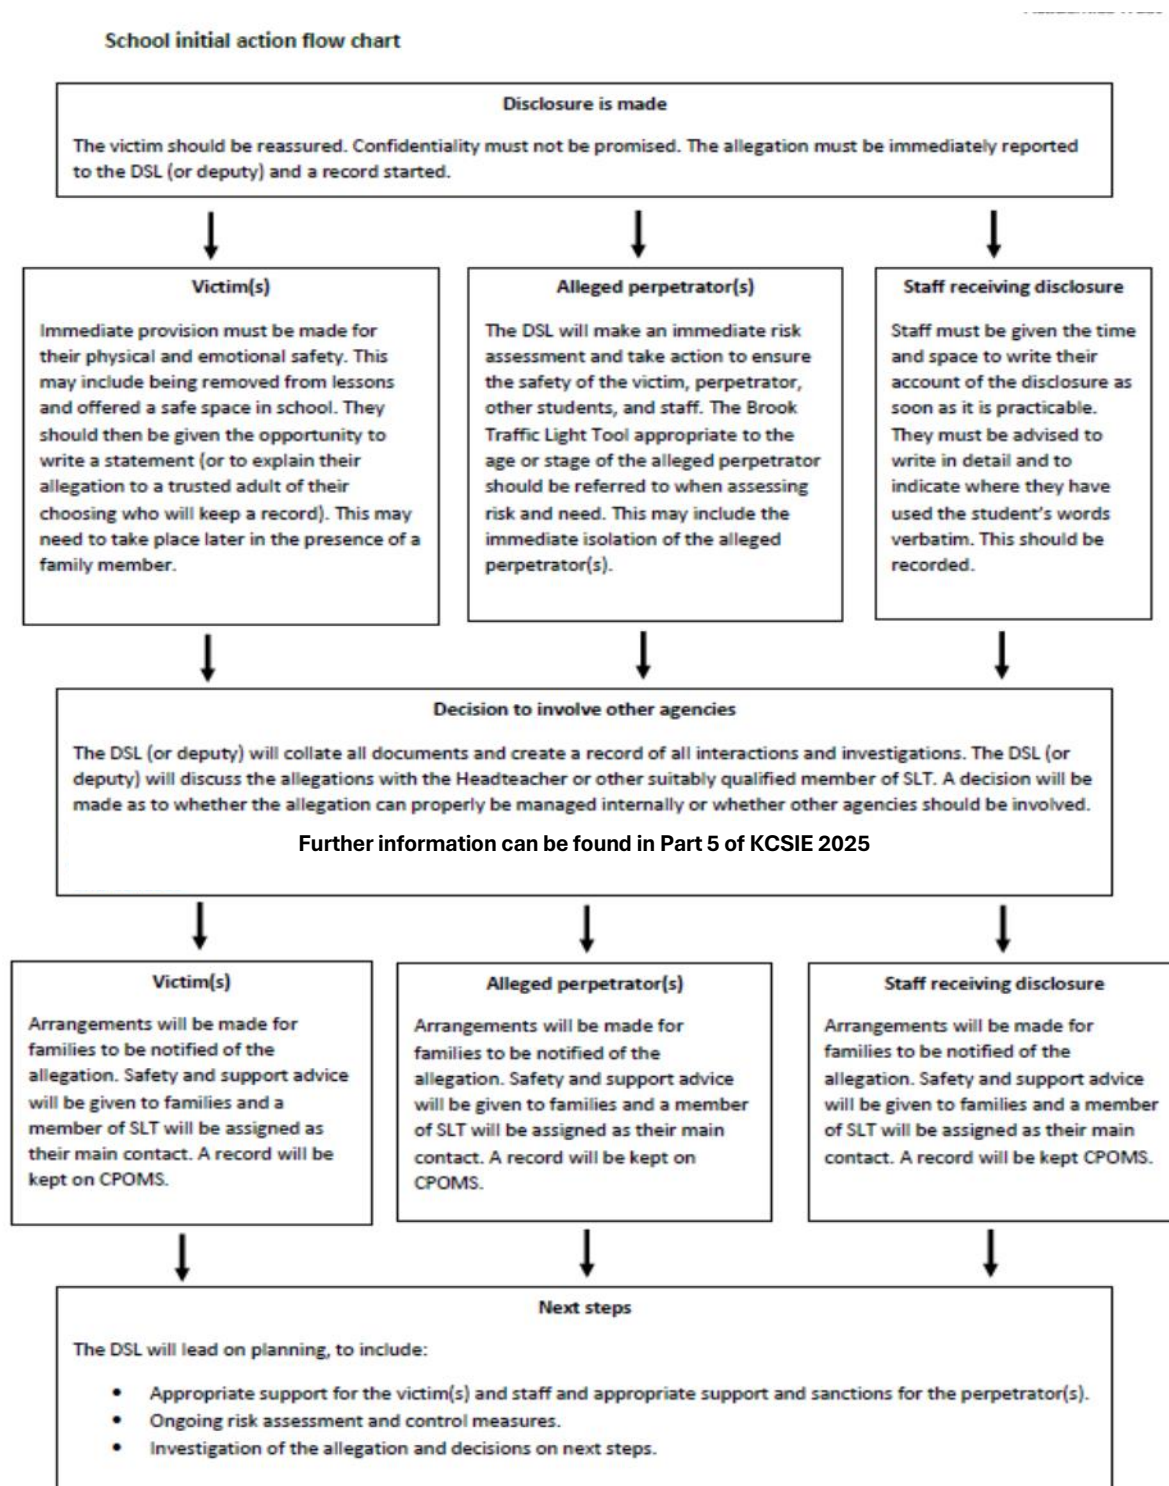 School initial action flow chart
Disclosure is made
The victim should be reassured. Confidentiality must not be promised. The allegation must be immediately reported
to the DSL (or deputy) and a record started.
Victim(s)
Immediate provision must be made for
their physical and emotional safety. This
may include being removed from lessons
and offered a safe space in school. They
should then be given the opportunity to
write a statement (or to explain their
allegation to a trusted adult of their
choosing who will keep a record). This may
need to take place later in the presence of a
family member.
Alleged perpetrator(s)
The DSL will make an immediate risk
assessment and take action to ensure
the safety of the victim, perpetrator,
other students, and staff. The Brook
Traffic Light Tool appropriate to the
age or stage of the alleged perpetrator
should be referred to when assessing
risk and need. This may include the
immediate isolation of the alleged
perpetrator(s).
Staff receiving disclosure
Staff must be given the time
and space to write their
account of the disclosure as
soon as it is practicable.
They must be advised to
write in detail and to
indicate where they have
used the student's words
verbatim. This should be
recorded.
Decision to involve other agencies
The DSL (or deputy) will collate all documents and create a record of all interactions and investigations. The DSL (or
deputy) will discuss the allegations with the Headteacher or other suitably qualified member of SLT. A decision will be
made as to whether the allegation can properly be managed internally or whether other agencies should be involved.
Further information can be found in Part 5 of KCSIE 2025
Victim(s)
Arrangements will be made for
families to be notified of the
allegation. Safety and support advice
will be given to families and a
member of SLT will be assigned as
their main contact. A record will be
kept on CPOMS.
Alleged perpetrator(s)
Arrangements will be made for
families to be notified of the
allegation. Safety and support advice
will be given to families and a member
of SLT will be assigned as their main
contact. A record will be kept on
CPOMS.
Staff receiving disclosure
Arrangements will be made for
families to be notified of the
allegation. Safety and support advice
will be given to families and a member
of SLT will be assigned as their main
contact. A record will be kept CPOMS.
Next steps
The DSL will lead on planning, to include:
• Appropriate support for the victim(s) and staff and appropriate support and sanctions for the perpetrator(s).
• Ongoing risk assessment and control measures.
• Investigation of the allegation and decisions on next steps.